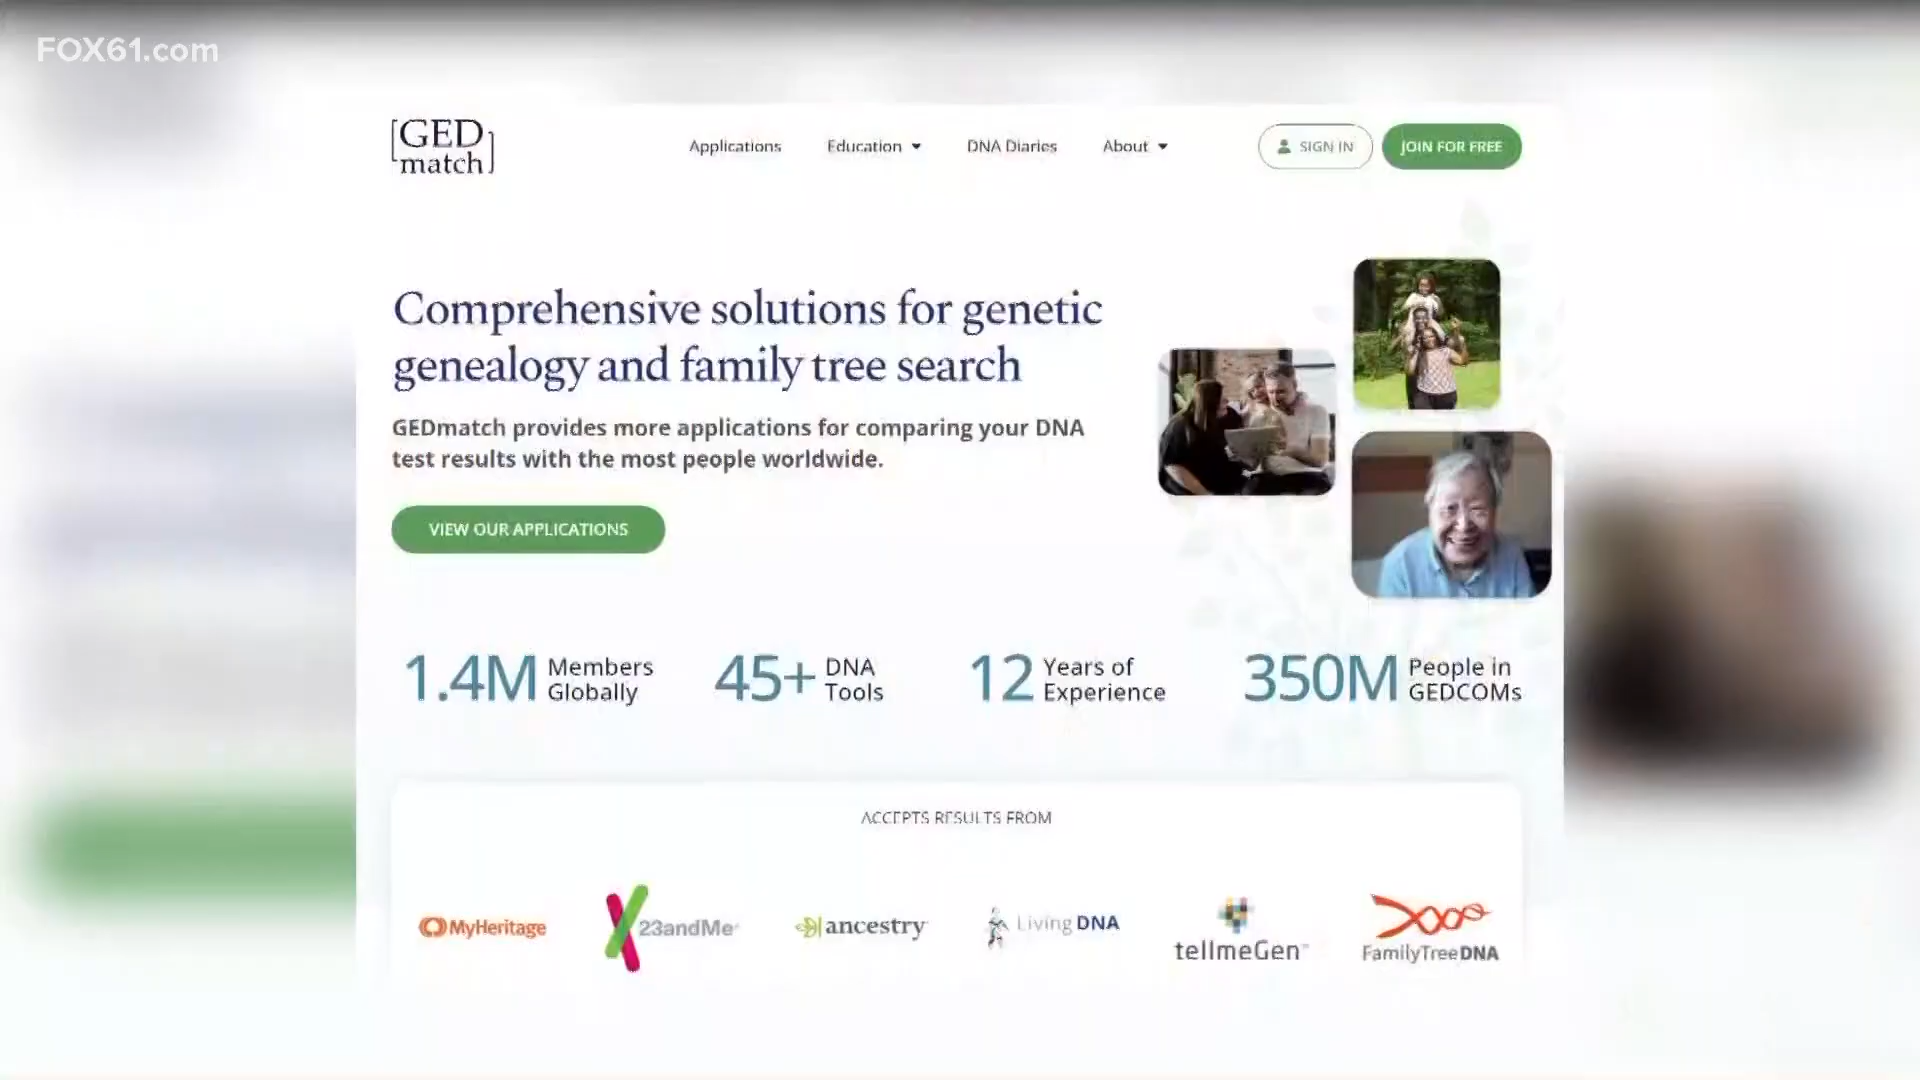 FOX61.com
GED
match
Applications Education DNA Diaries About SIGN IN JOIN FOR FREE
Comprehensive solutions for genetic
genealogy and family tree search
GEDmatch provides more applications for comparing your DNA
test results with the most people worldwide.
VIEW OUR APPLICATIONS
1.4M Members Globally
45+ DNA Tools
12 Years of Experience
350M People in GEDCOMs
ACCEPTS RESULTS FROM
MyHeritage 23andMe ancestry Living DNA tellmeGen FamilyTreeDNA